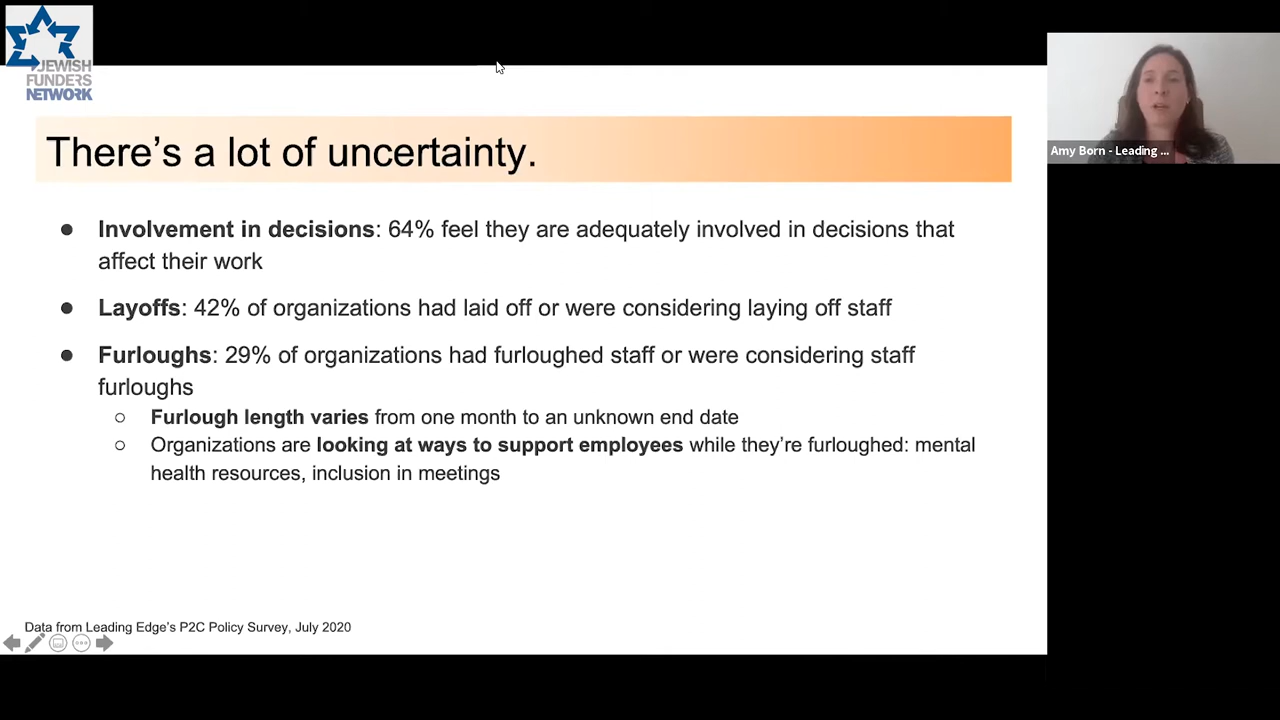 JEWISH
FUNDERS
NETWORK
There's a lot of uncertainty.
Amy Born - Leading ...
● Involvement in decisions: 64% feel they are adequately involved in decisions that
affect their work
● Layoffs: 42% of organizations had laid off or were considering laying off staff
● Furloughs: 29% of organizations had furloughed staff or were considering staff
furloughs
○ Furlough length varies from one month to an unknown end date
○ Organizations are looking at ways to support employees while they're furloughed: mental
health resources, inclusion in meetings
Data from Leading Edge's P2C Policy Survey, July 2020